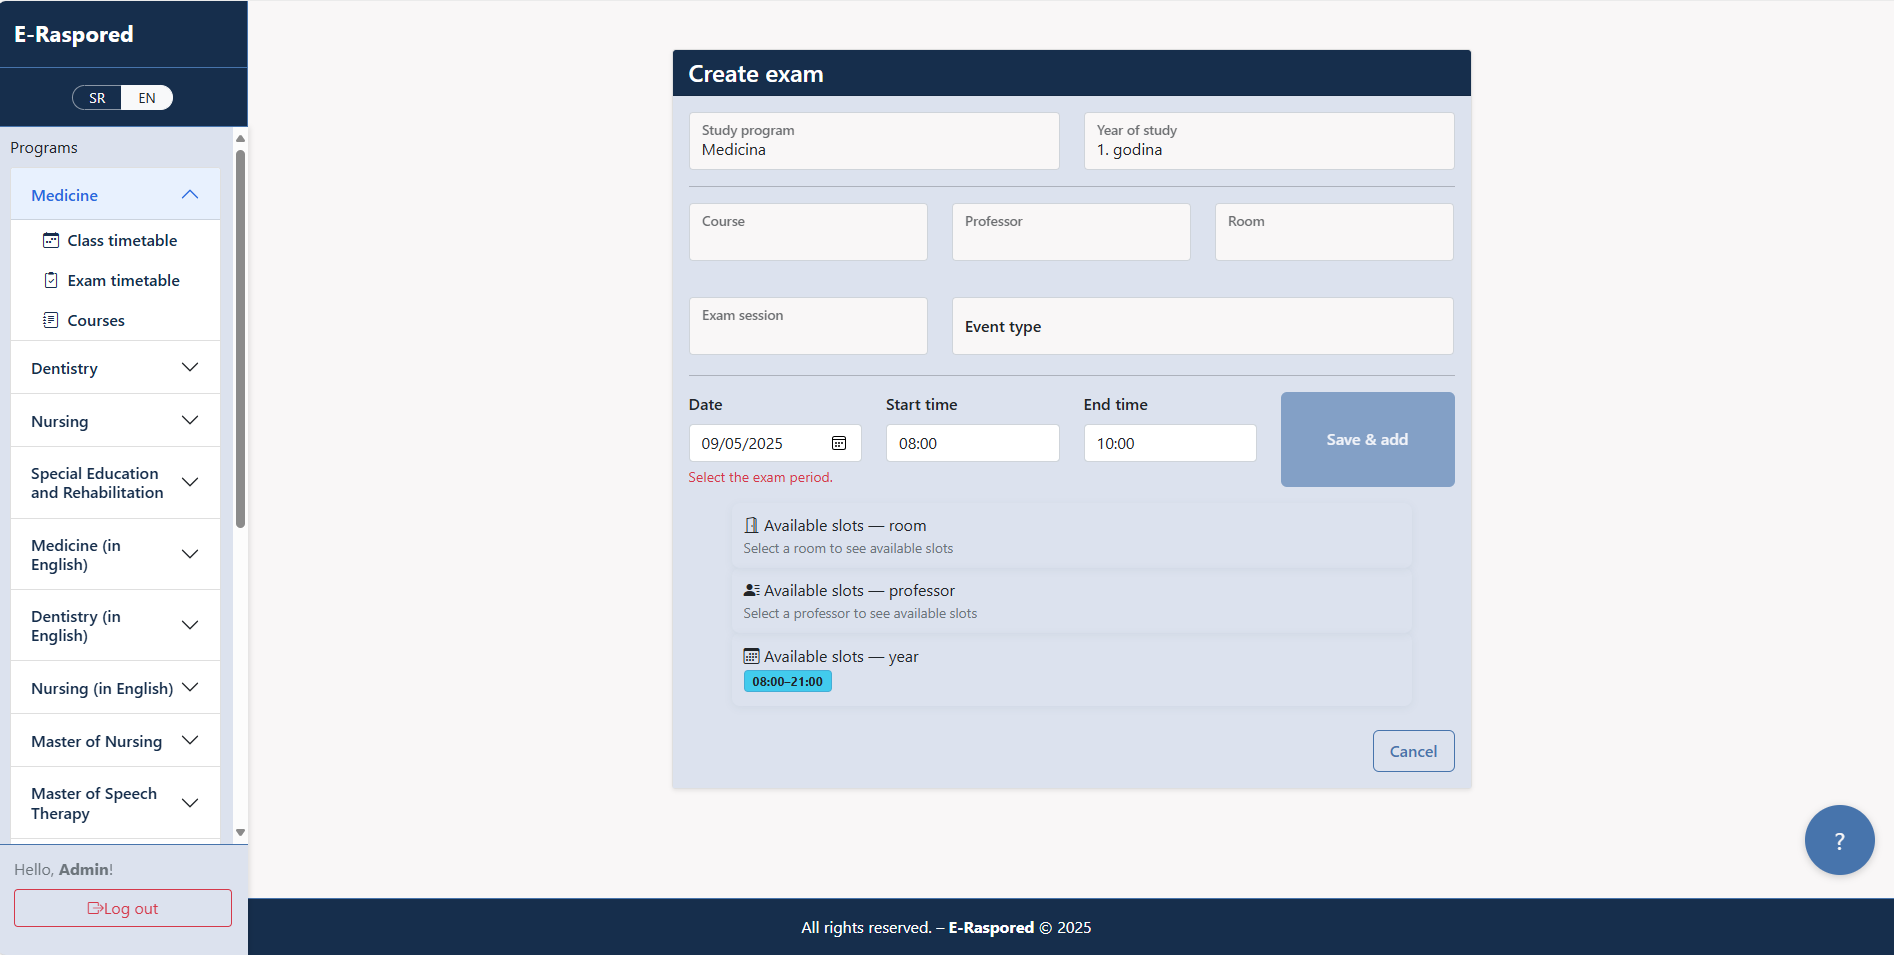 E-Raspored
SR EN
Programs
Medicine
Class timetable
Exam timetable
Courses
Dentistry
Nursing
Special Education
and Rehabilitation
Medicine (in
English)
Dentistry (in
English)
Nursing (in English)
Master of Nursing
Master of Speech
Therapy
Hello, Admin!
Log out
Create exam
Study program
Medicina
Year of study
1. godina
Course
Professor
Room
Exam session
Event type
Date
Start time
End time
09/05/2025
08:00
10:00
Save & add
Select the exam period.
Available slots — room
Select a room to see available slots
Available slots — professor
Select a professor to see available slots
Available slots — year
08:00–21:00
Cancel
?
All rights reserved. – E-Raspored © 2025